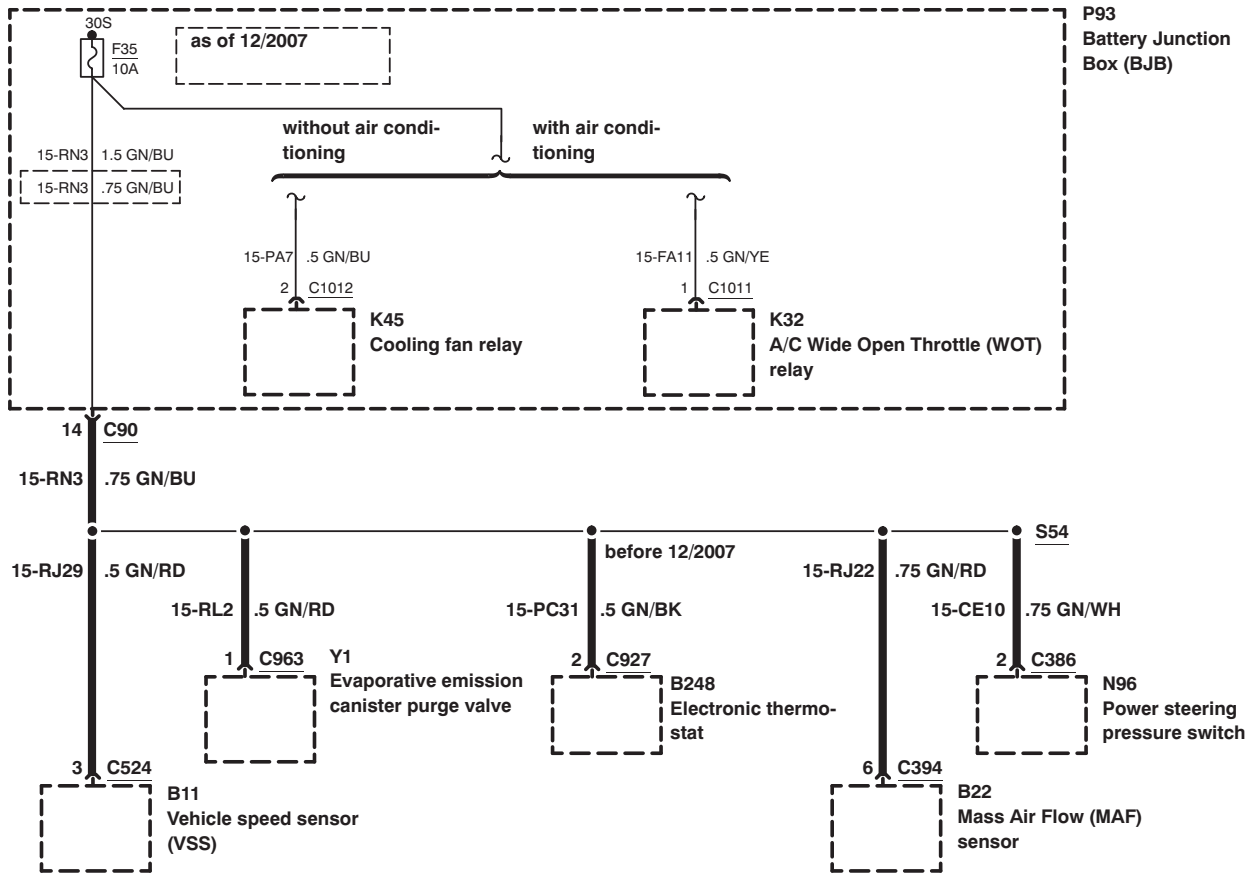 P93
Battery Junction
Box (BJB)
30S
F35
10A
as of 12/2007
without air condi-
tioning
with air condi-
tioning
15-RN3 1.5 GN/BU
15-RN3 .75 GN/BU
15-PA7 .5 GN/BU
15-FA11 .5 GN/YE
2 C1012
1 C1011
K45
Cooling fan relay
K32
A/C Wide Open Throttle (WOT)
relay
14 C90
15-RN3 .75 GN/BU
S54
before 12/2007
15-RJ29 .5 GN/RD
15-RJ22 .75 GN/RD
15-RL2 .5 GN/RD
15-PC31 .5 GN/BK
15-CE10 .75 GN/WH
1 C963
Y1
Evaporative emission
canister purge valve
2 C927
B248
Electronic thermo-
stat
2 C386
N96
Power steering
pressure switch
3 C524
B11
Vehicle speed sensor
(VSS)
6 C394
B22
Mass Air Flow (MAF)
sensor